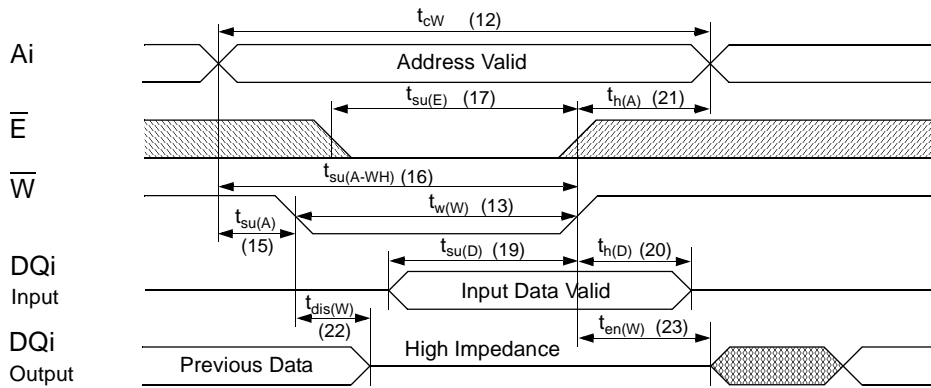 tcW (12)
Ai
Address Valid
tsu(E) (17)
th(A) (21)
E
tsu(A-WH) (16)
W
tw(W) (13)
tsu(A)
(15)
tsu(D) (19)
th(D) (20)
DQi
Input
Input Data Valid
tdis(W)
(22)
ten(W) (23)
DQi
Output
Previous Data
High Impedance